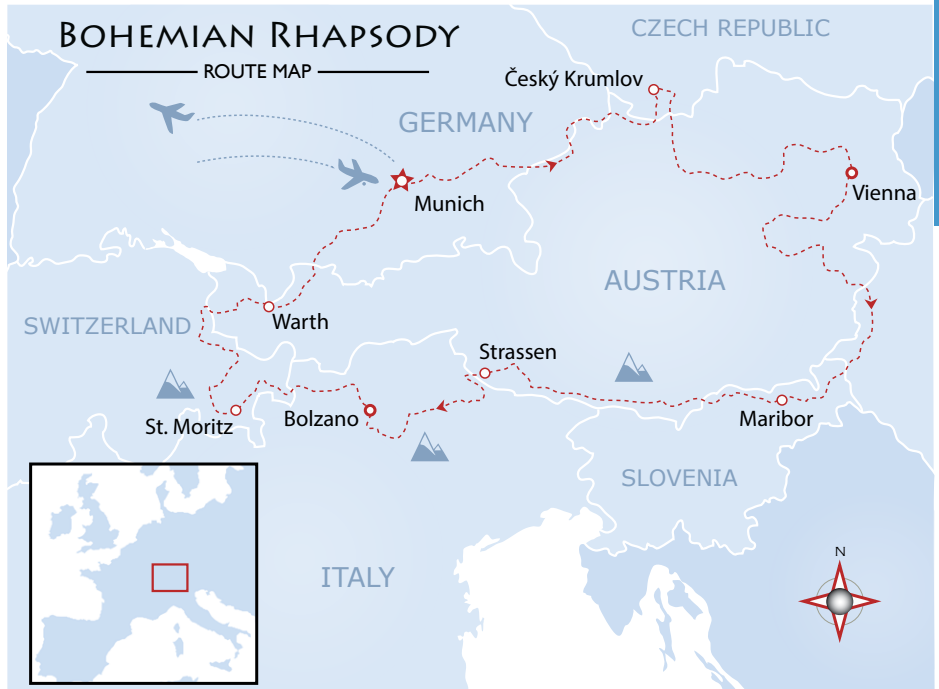 BOHEMIAN RHAPSODY
ROUTE MAP
CZECH REPUBLIC
Český Krumlov
GERMANY
Munich
Vienna
AUSTRIA
SWITZERLAND
Warth
Strassen
St. Moritz
Bolzano
Maribor
SLOVENIA
ITALY
N